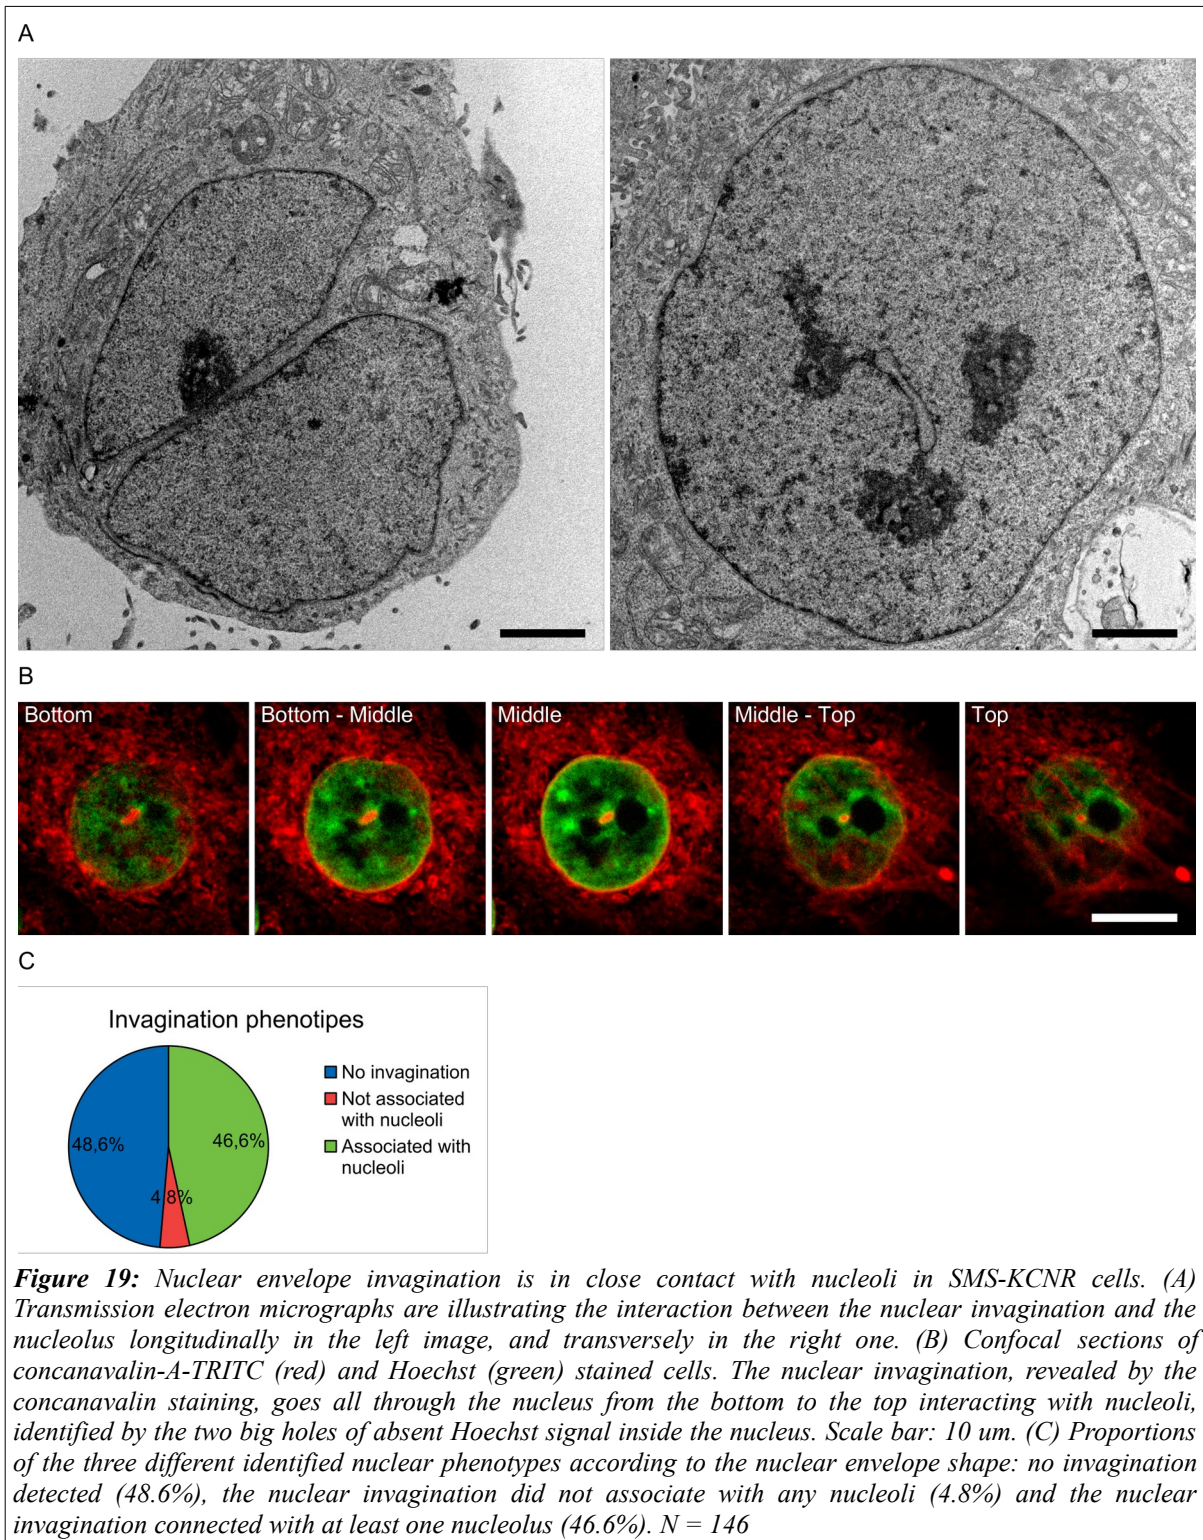 A
B
Bottom
Bottom - Middle
Middle
Middle - Top
Top
C
Invagination phenotipes
48,6%
4,8%
46,6%
No invagination
Not associated
with nucleoli
Associated with
nucleoli
Figure 19: Nuclear envelope invagination is in close contact with nucleoli in SMS-KCNR cells. (A)
Transmission electron micrographs are illustrating the interaction between the nuclear invagination and the
nucleolus longitudinally in the left image, and transversely in the right one. (B) Confocal sections of
concanavalin-A-TRITC (red) and Hoechst (green) stained cells. The nuclear invagination, revealed by the
concanavalin staining, goes all through the nucleus from the bottom to the top interacting with nucleoli,
identified by the two big holes of absent Hoechst signal inside the nucleus. Scale bar: 10 um. (C) Proportions
of the three different identified nuclear phenotypes according to the nuclear envelope shape: no invagination
detected (48.6%), the nuclear invagination did not associate with any nucleoli (4.8%) and the nuclear
invagination connected with at least one nucleolus (46.6%). N = 146